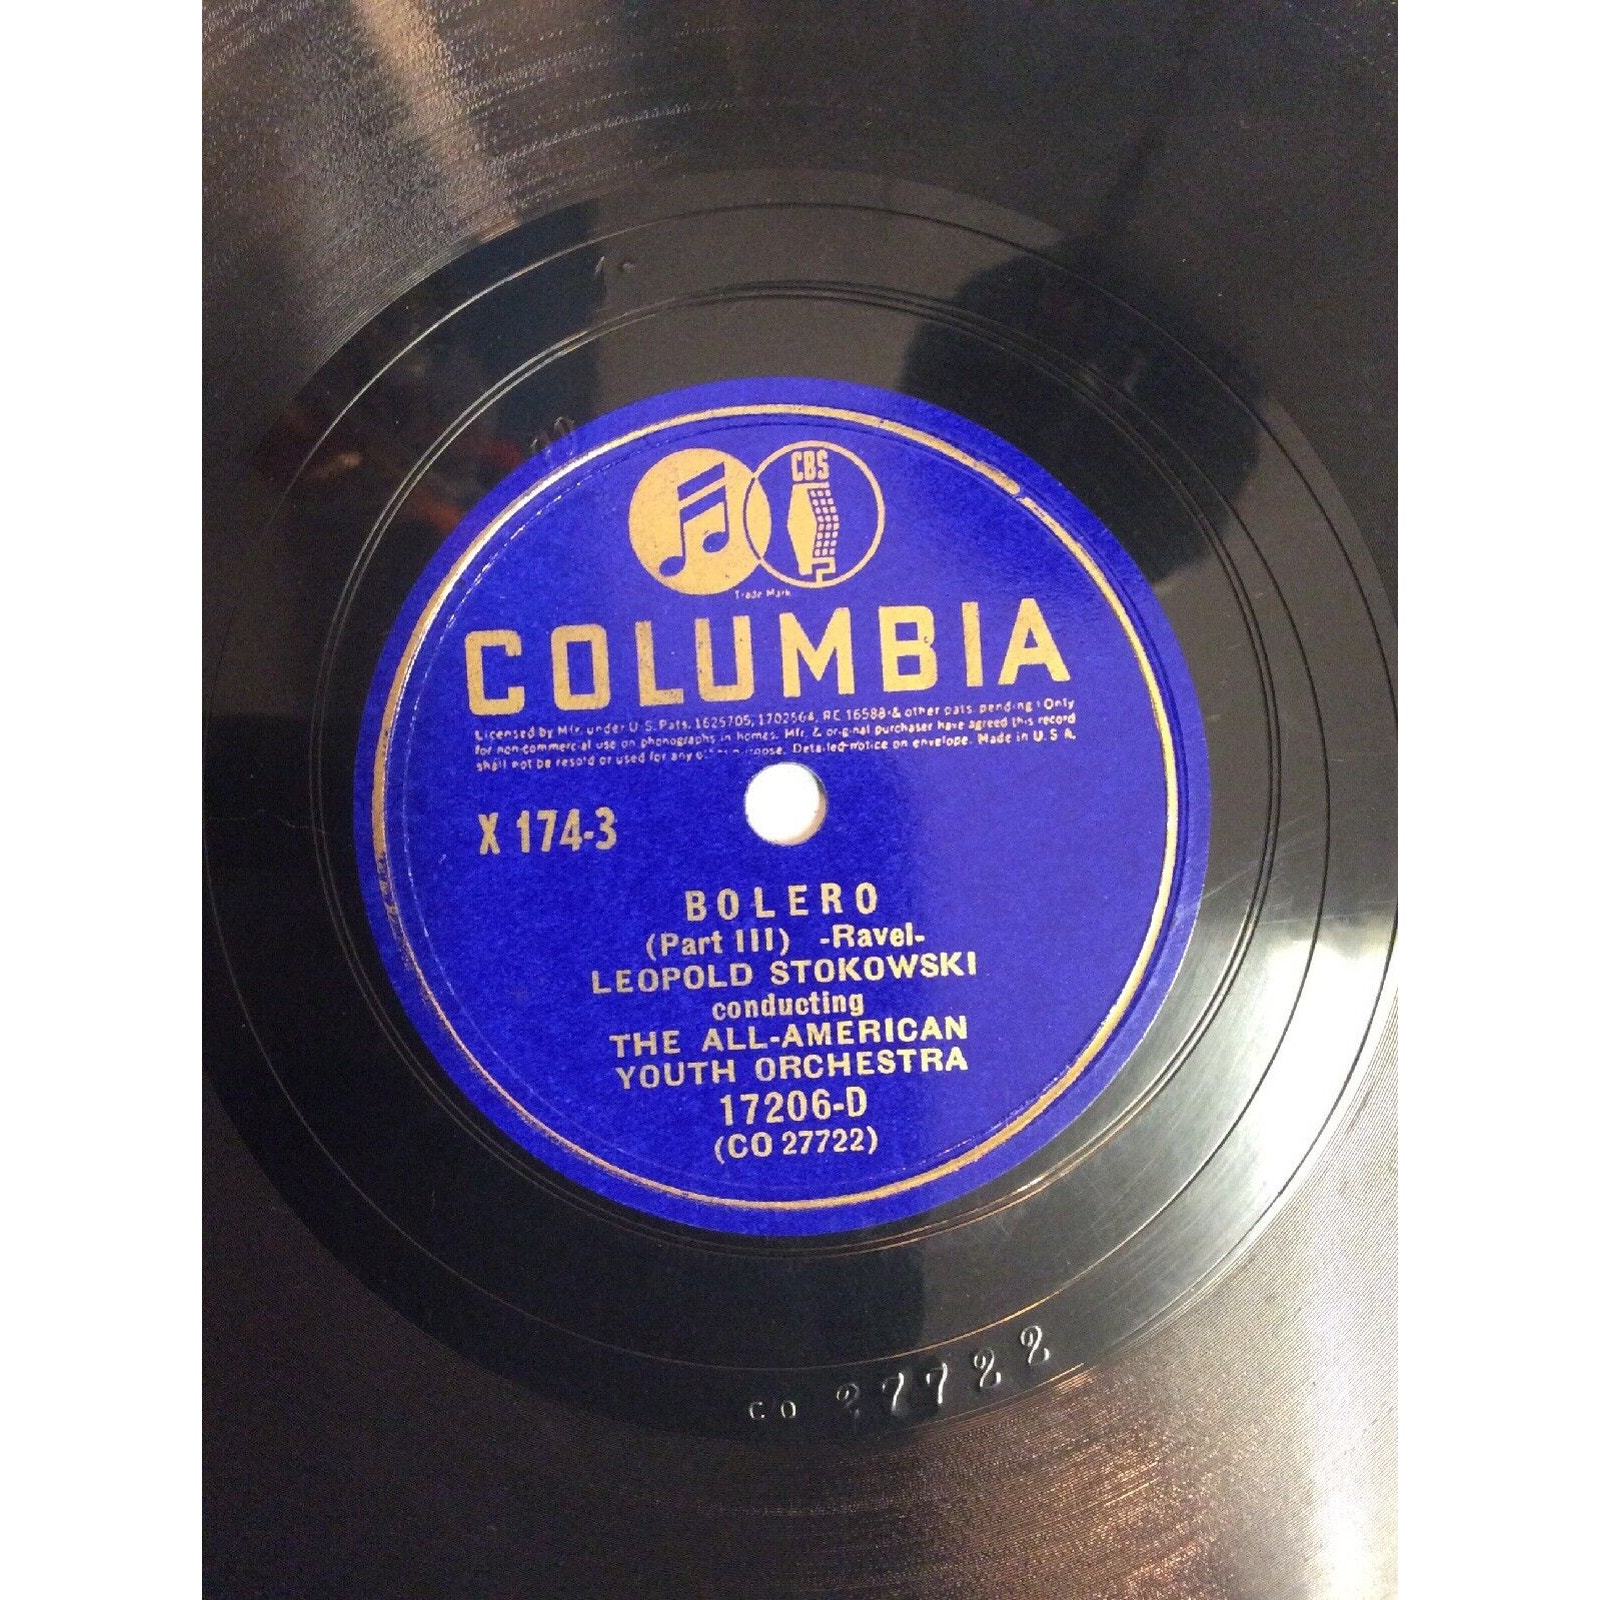 CBS
Trade Mark
COLUMBIA
Licensed by Mfr. under U.S. Pats. 1625705, 1702564, RE 16588 & other pats. pending. Only
for non-commercial use on phonographs in homes. Mfr. & original purchaser have agreed this record
shall not be resold or used for any purpose. Detailed notice on envelope. Made in U.S.A.
X 174-3
BOLERO
(Part III) -Ravel-
LEOPOLD STOKOWSKI
conducting
THE ALL-AMERICAN
YOUTH ORCHESTRA
17206-D
(CO 27722)
CO 27722